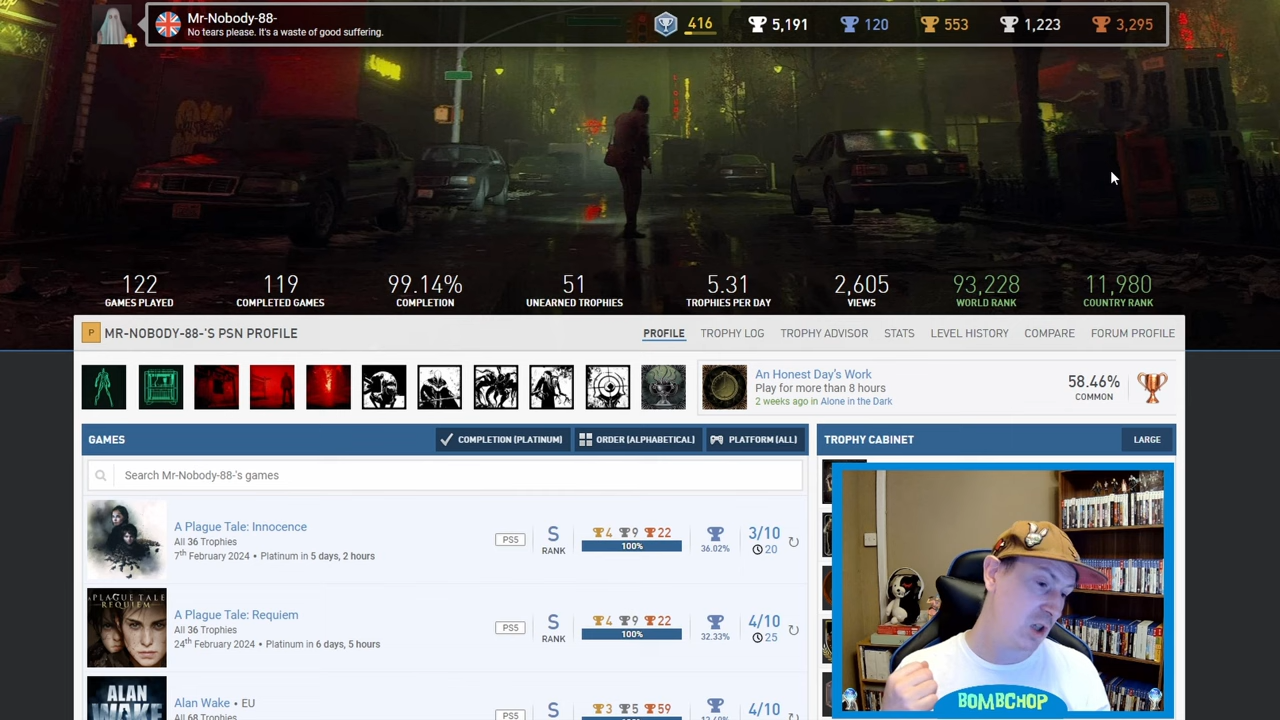 Mr-Nobody-88-
No tears please. It's a waste of good suffering.
416
5,191
120
553
1,223
3,295
122
GAMES PLAYED
119
COMPLETED GAMES
99.14%
COMPLETION
51
UNEARNED TROPHIES
5.31
TROPHIES PER DAY
2,605
VIEWS
93,228
WORLD RANK
11,980
COUNTRY RANK
P MR-NOBODY-88-'S PSN PROFILE
PROFILE
TROPHY LOG
TROPHY ADVISOR
STATS
LEVEL HISTORY
COMPARE
FORUM PROFILE
An Honest Day's Work
Play for more than 8 hours
2 weeks ago in Alone in the Dark
58.46%
COMMON
GAMES
COMPLETION (PLATINUM)
ORDER (ALPHABETICAL)
PLATFORM (ALL)
TROPHY CABINET
LARGE
Search Mr-Nobody-88-'s games
A Plague Tale: Innocence
All 36 Trophies
7th February 2024 • Platinum in 5 days, 2 hours
PS5
S
RANK
4 9 22
100%
36.02%
3/10
20
PLAGUE TALE
REQUIEM
A Plague Tale: Requiem
All 36 Trophies
24th February 2024 • Platinum in 6 days, 5 hours
PS5
S
RANK
4 9 22
100%
32.33%
4/10
25
ALAN
WAKE
Alan Wake • EU
All 68 Trophies
PS5
S
3 5 59
4/10
BOMBCHOP